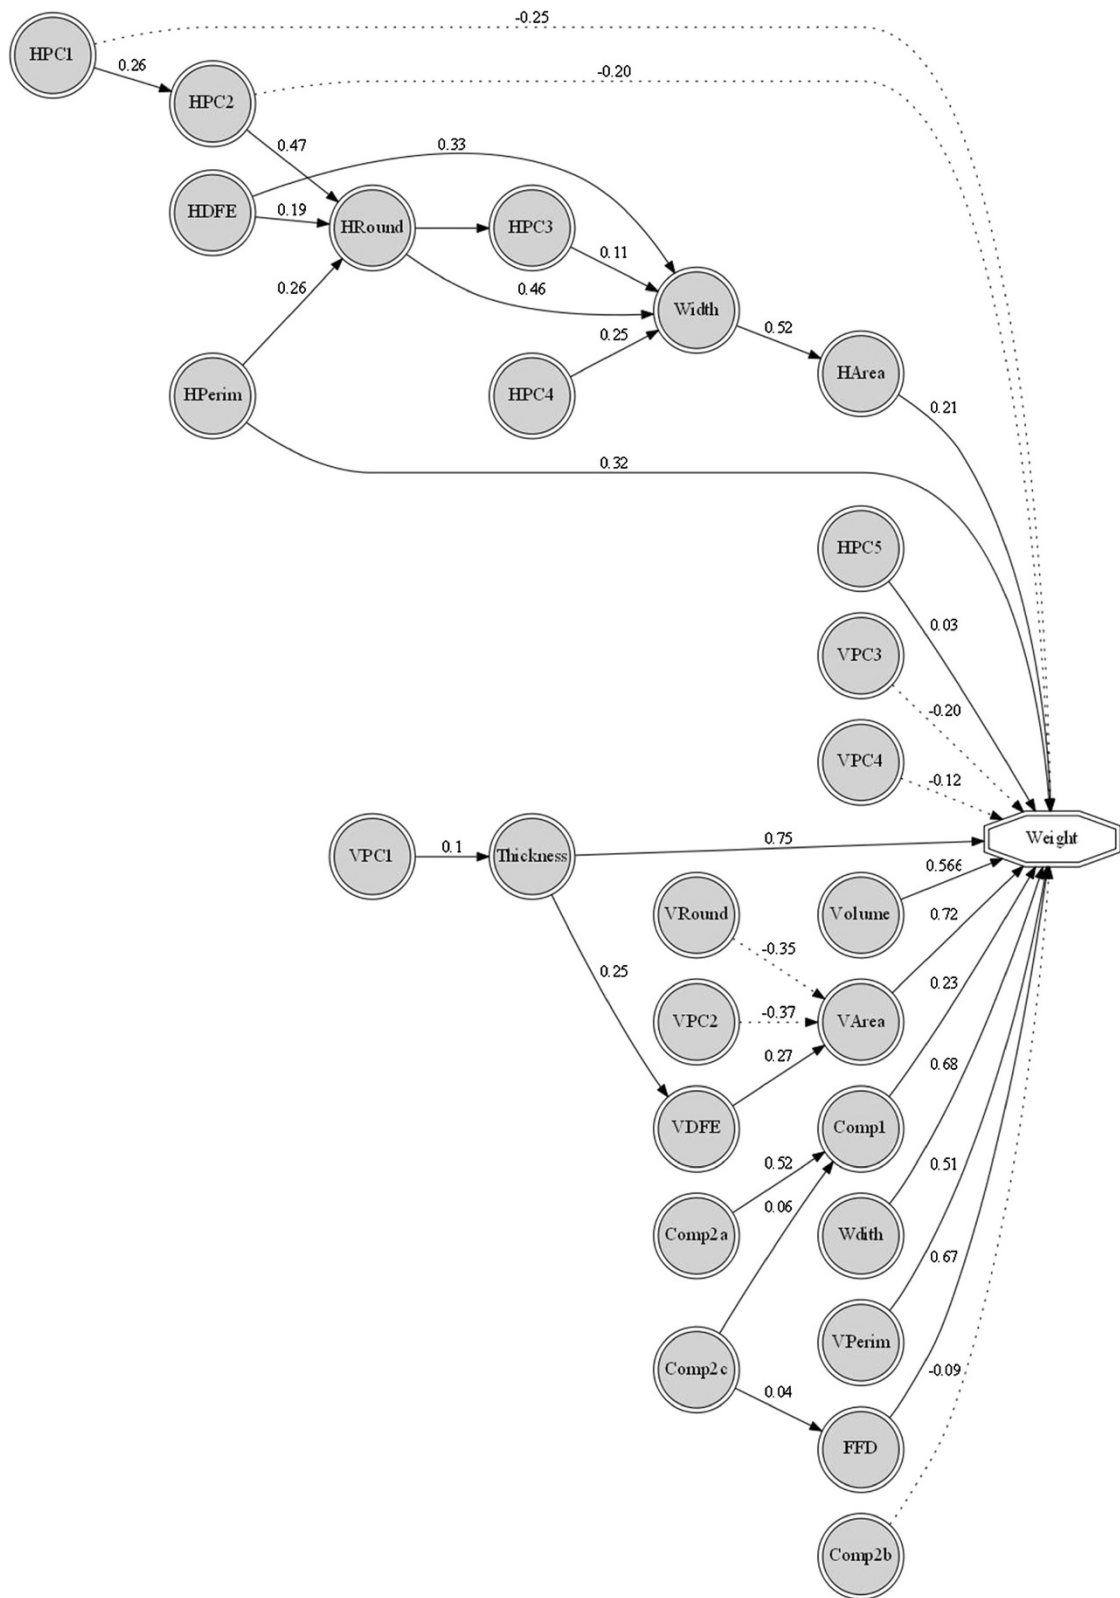 -0.25
HPC1
0.26
-0.20
HPC2
0.47
0.33
HDFE
0.19
HRound
HPC3
0.11
0.26
0.46
Width
0.25
0.52
HPerim
HPC4
HArea
0.21
0.32
HPC5
0.03
VPC3
-0.20
VPC4
-0.12
Weight
VPC1
0.1
Thickness
0.75
0.566
VRound
Volume
0.72
-0.35
0.25
0.23
VPC2
-0.37
VArea
0.27
0.68
VDFE
Comp1
0.52
0.51
0.06
Comp2a
Wdith
0.67
VPerim
Comp2c
-0.09
0.04
FFD
Comp2b